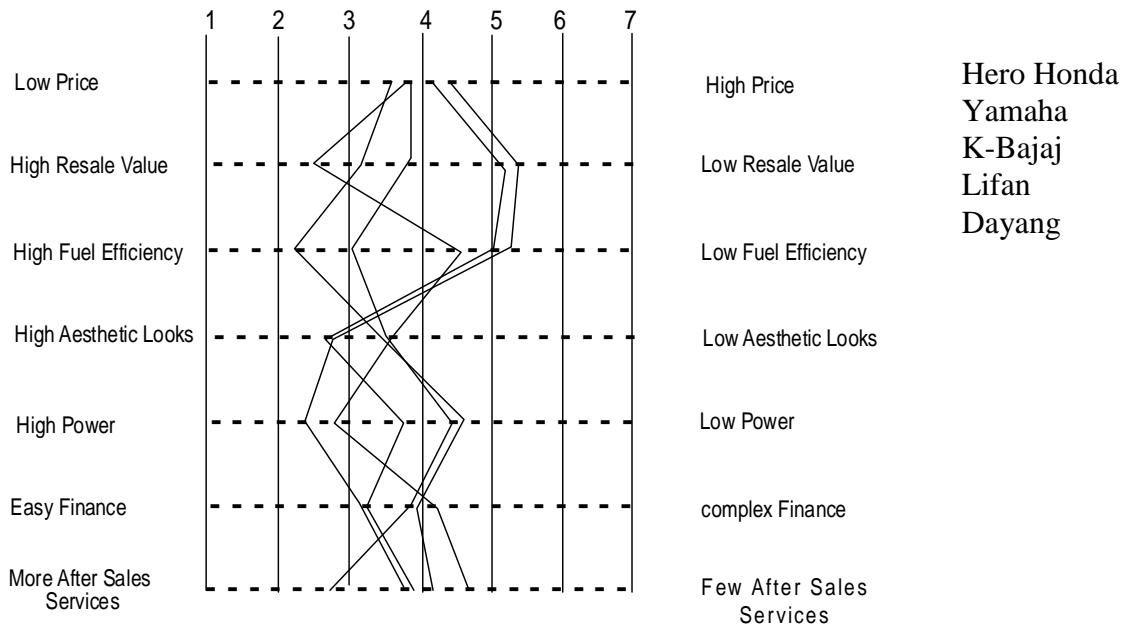 1 2 3 4 5 6 7
Low Price
High Price
High Resale Value
Low Resale Value
High Fuel Efficiency
Low Fuel Efficiency
High Aesthetic Looks
Low Aesthetic Looks
High Power
Low Power
Easy Finance
complex Finance
More After Sales
Services
Few After Sales
Services
Hero Honda
Yamaha
K-Bajaj
Lifan
Dayang